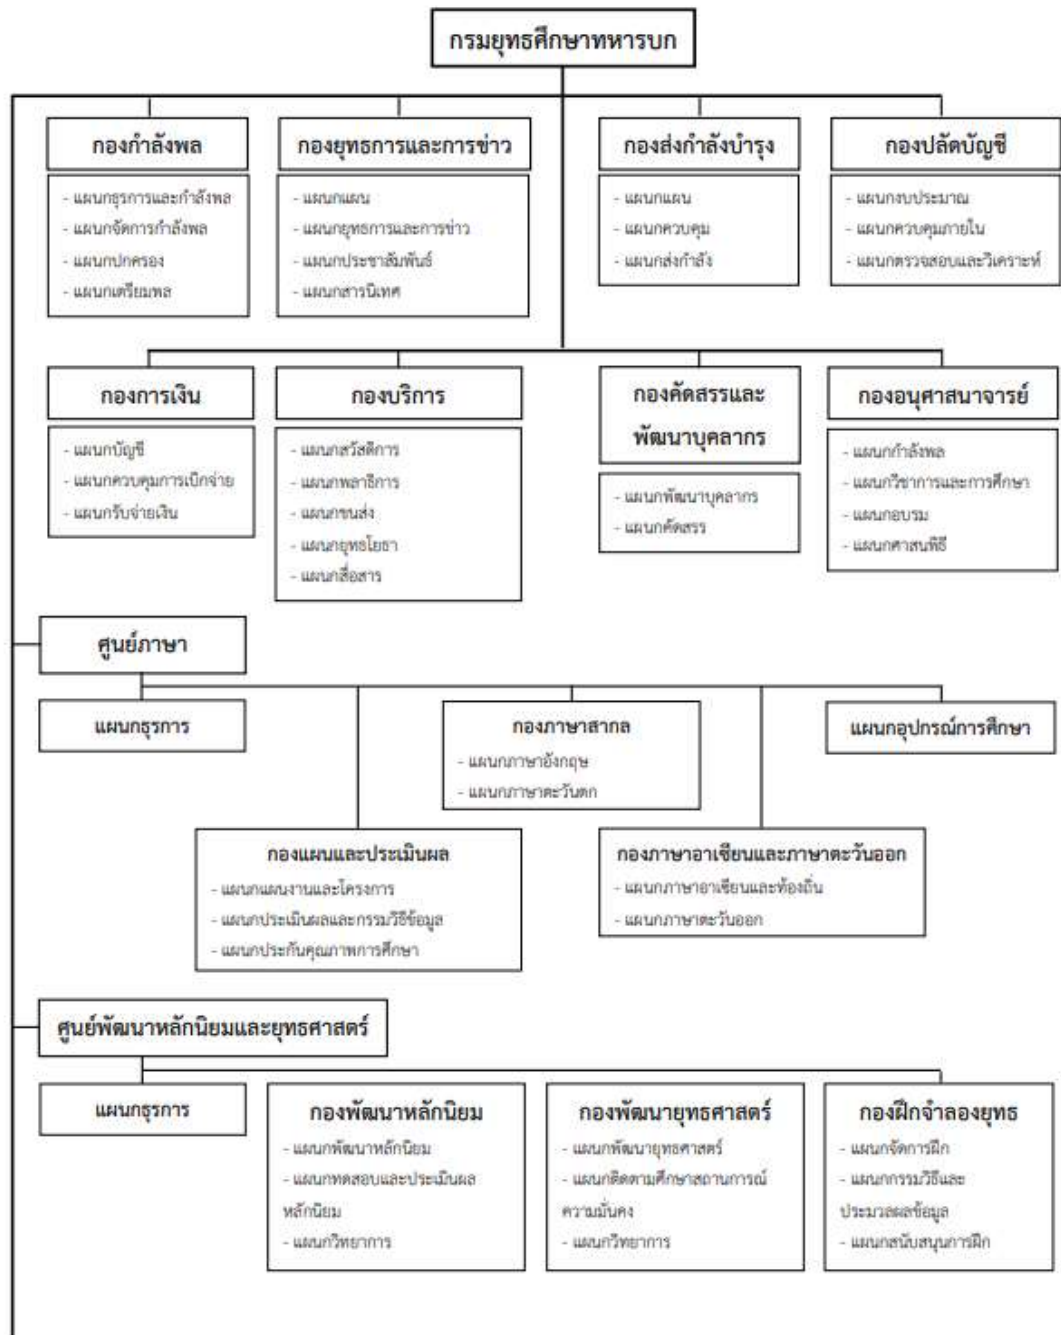 กรมยุทธศึกษาทหารบก
กองกำลังพล
- แผนกธุรการและกำลังพล
- แผนกจัดการกำลังพล
- แผนกปกครอง
- แผนกเตรียมพล
กองยุทธการและการข่าว
- แผนกแผน
- แผนกยุทธการและการข่าว
- แผนกประชาสัมพันธ์
- แผนกสารนิเทศ
กองส่งกำลังบำรุง
- แผนกแผน
- แผนกควบคุม
- แผนกส่งกำลัง
กองปลัดบัญชี
- แผนกงบประมาณ
- แผนกควบคุมภายใน
- แผนกตรวจสอบและวิเคราะห์
กองการเงิน
- แผนกบัญชี
- แผนกควบคุมการเบิกจ่าย
- แผนกรับจ่ายเงิน
กองบริการ
- แผนกสวัสดิการ
- แผนกพลาธิการ
- แผนกขนส่ง
- แผนกยุทธโยธา
- แผนกสื่อสาร
กองคัดสรรและ
พัฒนาบุคลากร
- แผนกพัฒนาบุคลากร
- แผนกคัดสรร
กองอนุศาสนาจารย์
- แผนกกำลังพล
- แผนกวิชาการและการศึกษา
- แผนกอบรม
- แผนกศาสนพิธี
ศูนย์ภาษา
แผนกธุรการ
กองภาษาสากล
- แผนกภาษาอังกฤษ
- แผนกภาษาตะวันตก
แผนกอุปกรณ์การศึกษา
กองแผนและประเมินผล
- แผนกแผนงานและโครงการ
- แผนกประเมินผลและกรรมวิธีข้อมูล
- แผนกประกันคุณภาพการศึกษา
กองภาษาอาเซียนและภาษาตะวันออก
- แผนกภาษาอาเซียนและท้องถิ่น
- แผนกภาษาตะวันออก
ศูนย์พัฒนาหลักนิยมและยุทธศาสตร์
แผนกธุรการ
กองพัฒนาหลักนิยม
- แผนกพัฒนาหลักนิยม
- แผนกทดสอบและประเมินผล
หลักนิยม
- แผนกวิทยาการ
กองพัฒนายุทธศาสตร์
- แผนกพัฒนายุทธศาสตร์
- แผนกติดตามศึกษาสถานการณ์
ความมั่นคง
- แผนกวิทยาการ
กองฝึกจำลองยุทธ
- แผนกจัดการฝึก
- แผนกกรรมวิธีและ
ประมวลผลข้อมูล
- แผนกสนับสนุนการฝึก